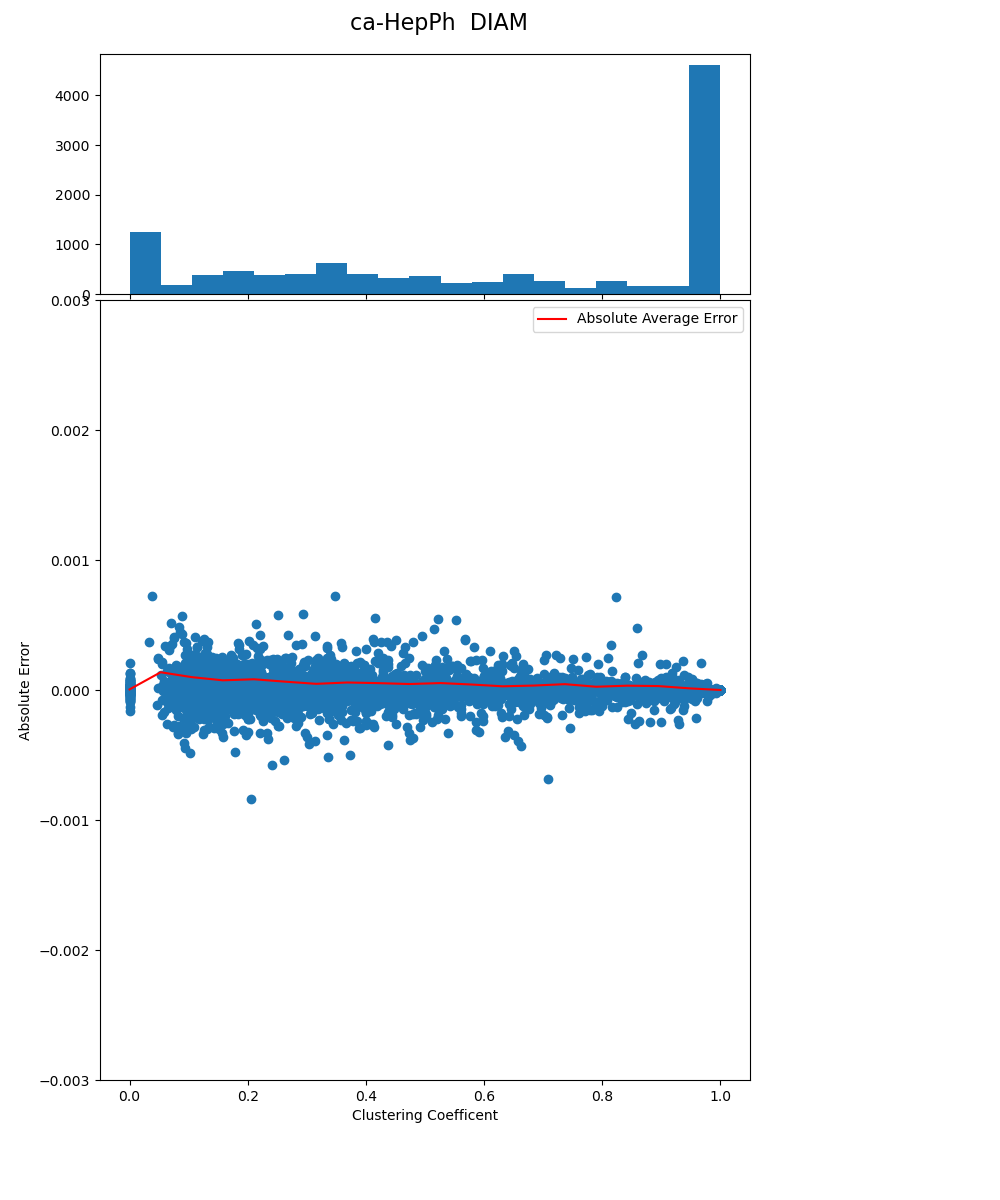 ca-HepPh  DIAM
4000
3000
2000
1000
0
0.003
Absolute Average Error
0.002
0.001
0.000
−0.001
−0.002
−0.003
Absolute Error
0.0 0.2 0.4 0.6 0.8 1.0
Clustering Coefficent